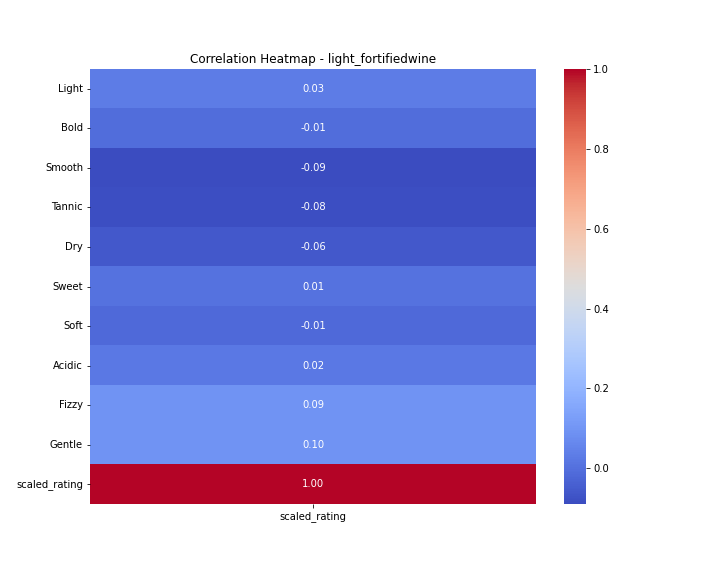 Correlation Heatmap - light_fortifiedwine
Light 0.03
Bold -0.01
Smooth -0.09
Tannic -0.08
Dry -0.06
Sweet 0.01
Soft -0.01
Acidic 0.02
Fizzy 0.09
Gentle 0.10
scaled_rating 1.00
scaled_rating
1.0
0.8
0.6
0.4
0.2
0.0